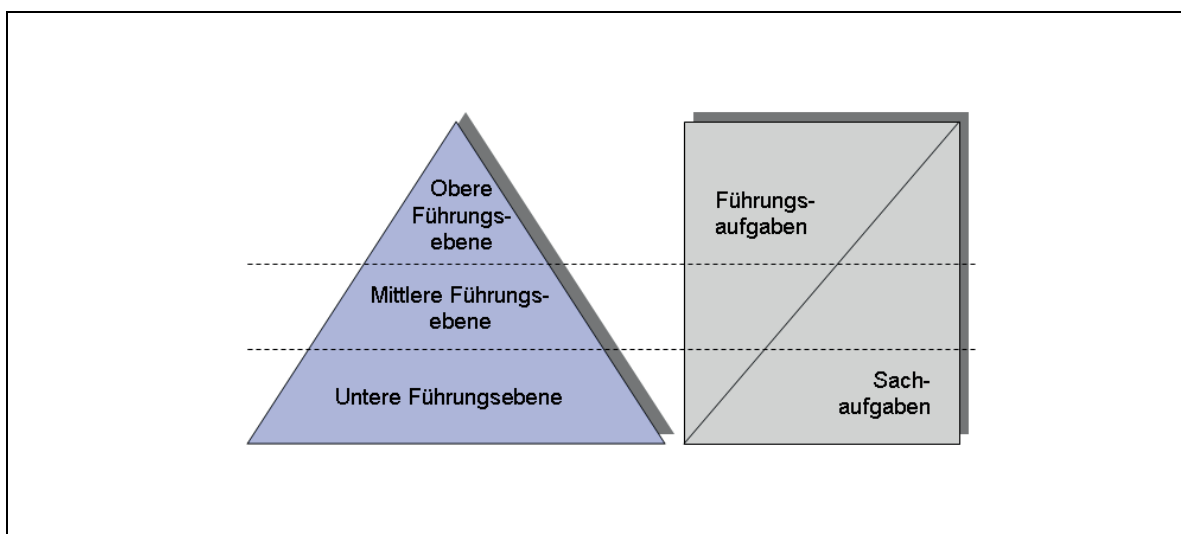 Obere
Führungs-
ebene
Mittlere Führungs-
ebene
Untere Führungsebene
Führungs-
aufgaben
Sach-
aufgaben